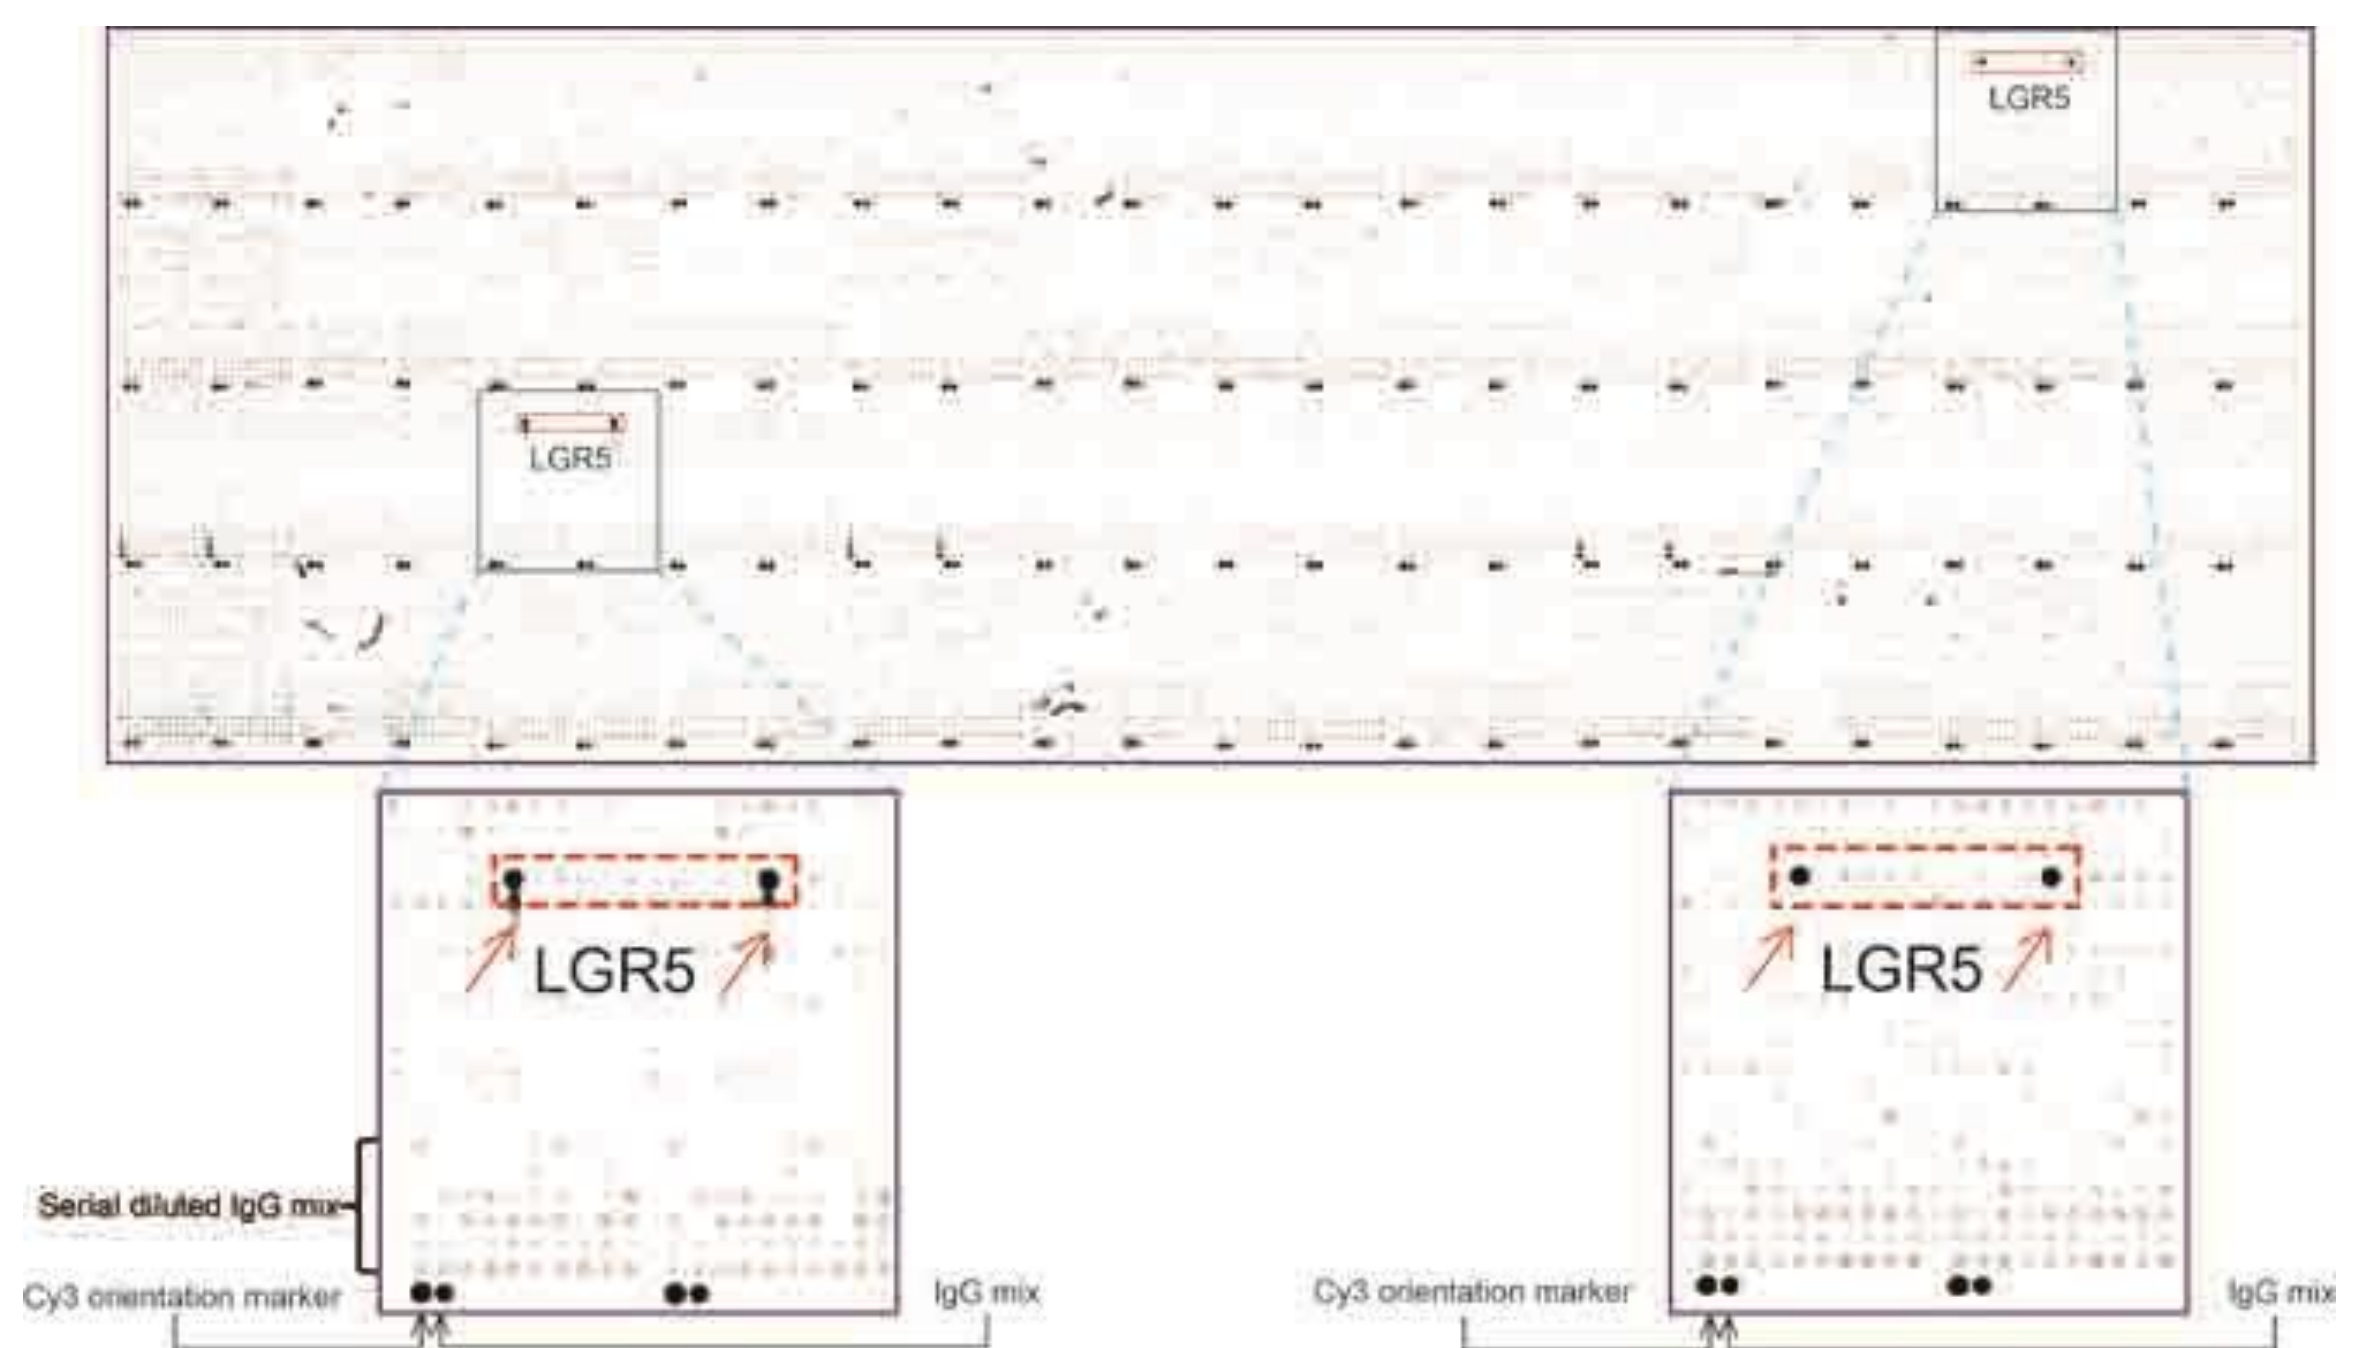 LGR5
LGR5
LGR5
LGR5
Serial diluted IgG mix
Cy3 orientation marker
IgG mix
Cy3 orientation marker
IgG mix